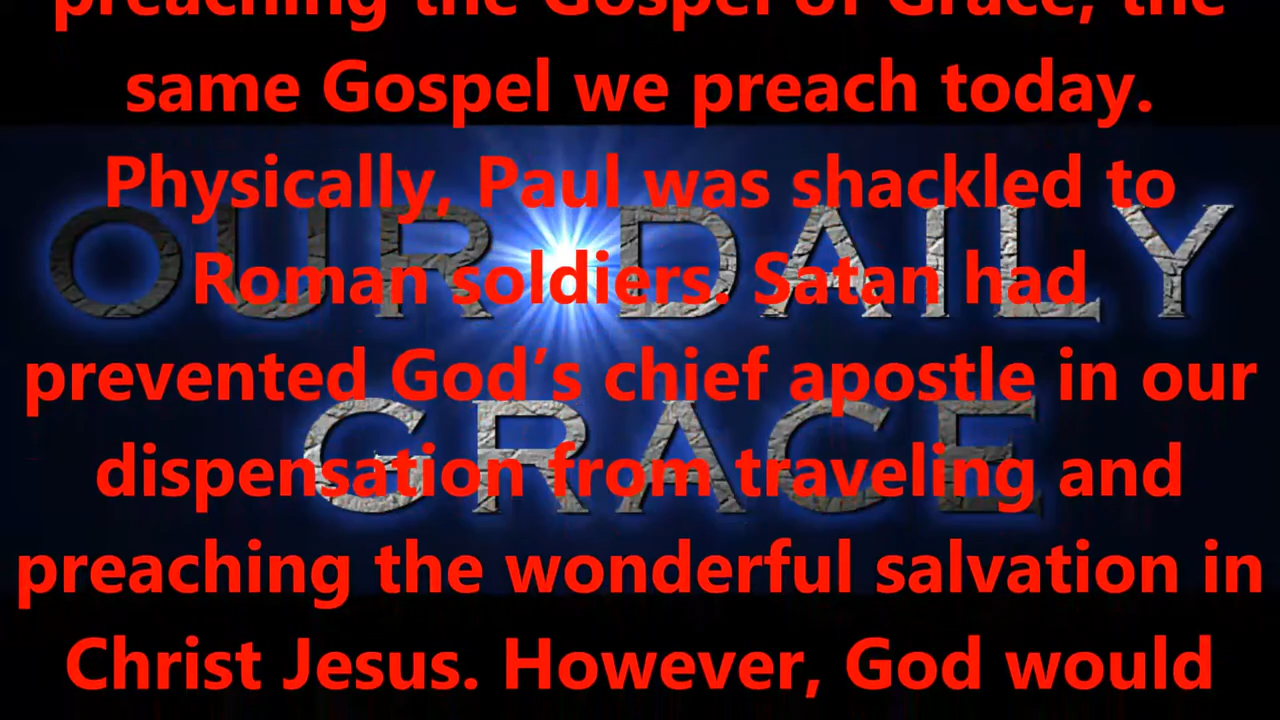 preaching the Gospel of Grace, the
same Gospel we preach today.
Physically, Paul was shackled to
Roman soldiers. Satan had
prevented God’s chief apostle in our
dispensation from traveling and
preaching the wonderful salvation in
Christ Jesus. However, God would
OUR DAILY
GRACE